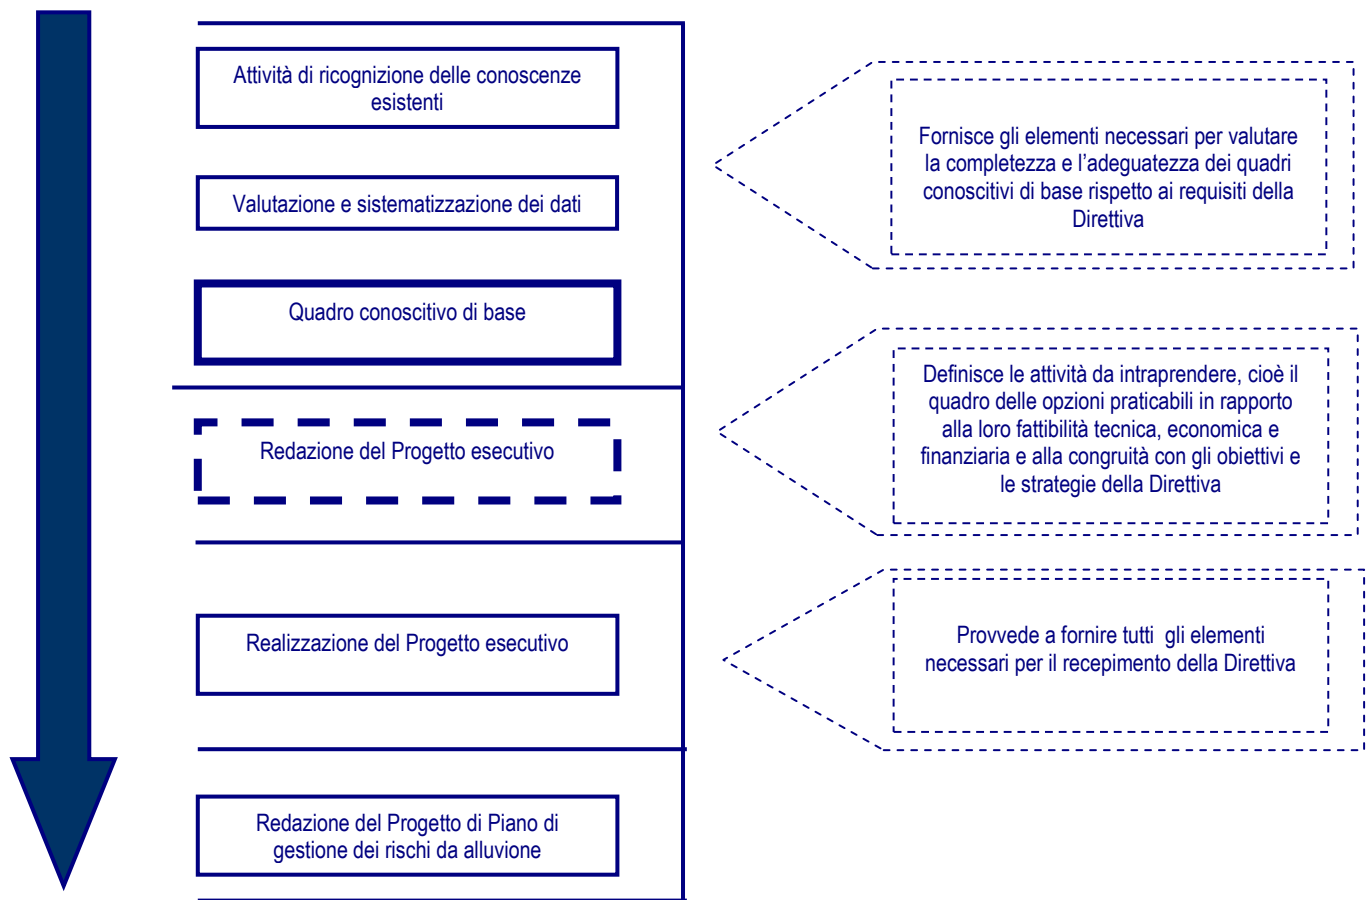 Attività di ricognizione delle conoscenze
esistenti
Valutazione e sistematizzazione dei dati
Quadro conoscitivo di base
Fornisce gli elementi necessari per valutare
la completezza e l’adeguatezza dei quadri
conoscitivi di base rispetto ai requisiti della
Direttiva
Redazione del Progetto esecutivo
Definisce le attività da intraprendere, cioè il
quadro delle opzioni praticabili in rapporto
alla loro fattibilità tecnica, economica e
finanziaria e alla congruità con gli obiettivi e
le strategie della Direttiva
Realizzazione del Progetto esecutivo
Provvede a fornire tutti  gli elementi
necessari per il recepimento della Direttiva
Redazione del Progetto di Piano di
gestione dei rischi da alluvione